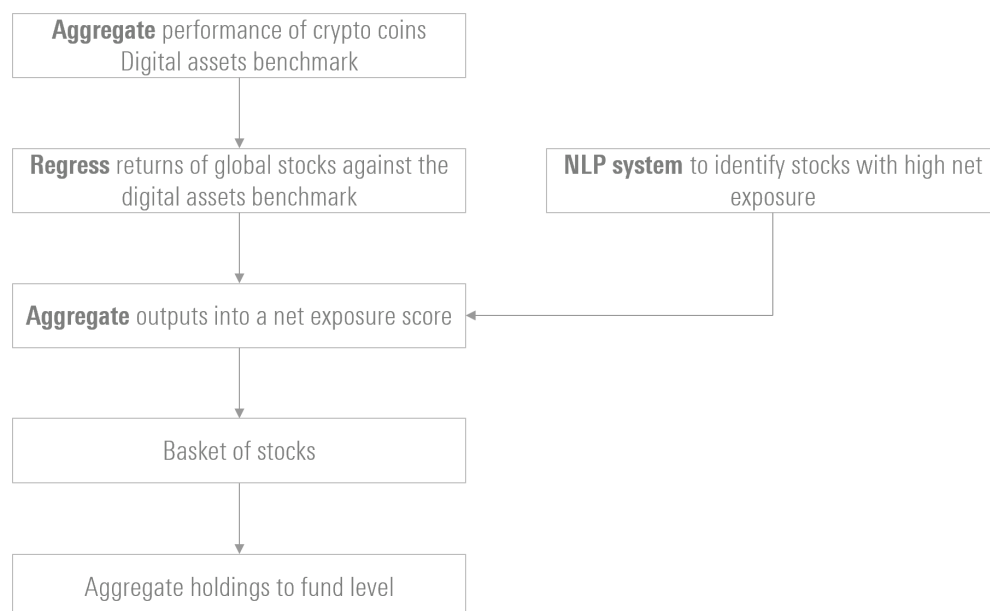 Aggregate performance of crypto coins
Digital assets benchmark
Regress returns of global stocks against the
digital assets benchmark
NLP system to identify stocks with high net
exposure
Aggregate outputs into a net exposure score
Basket of stocks
Aggregate holdings to fund level